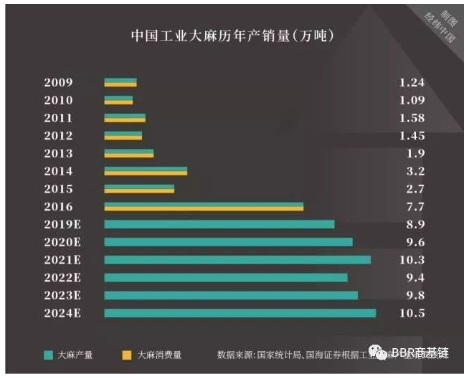 制图
经纬中国
中国工业大麻历年产销量(万吨)
2009 1.24
2010 1.09
2011 1.58
2012 1.45
2013 1.9
2014 3.2
2015 2.7
2016 7.7
2019E 8.9
2020E 9.6
2021E 10.3
2022E 9.4
2023E 9.8
2024E 10.5
大麻产量 大麻消费量 数据来源:国家统计局、国海证券根据工业
BBR商基链